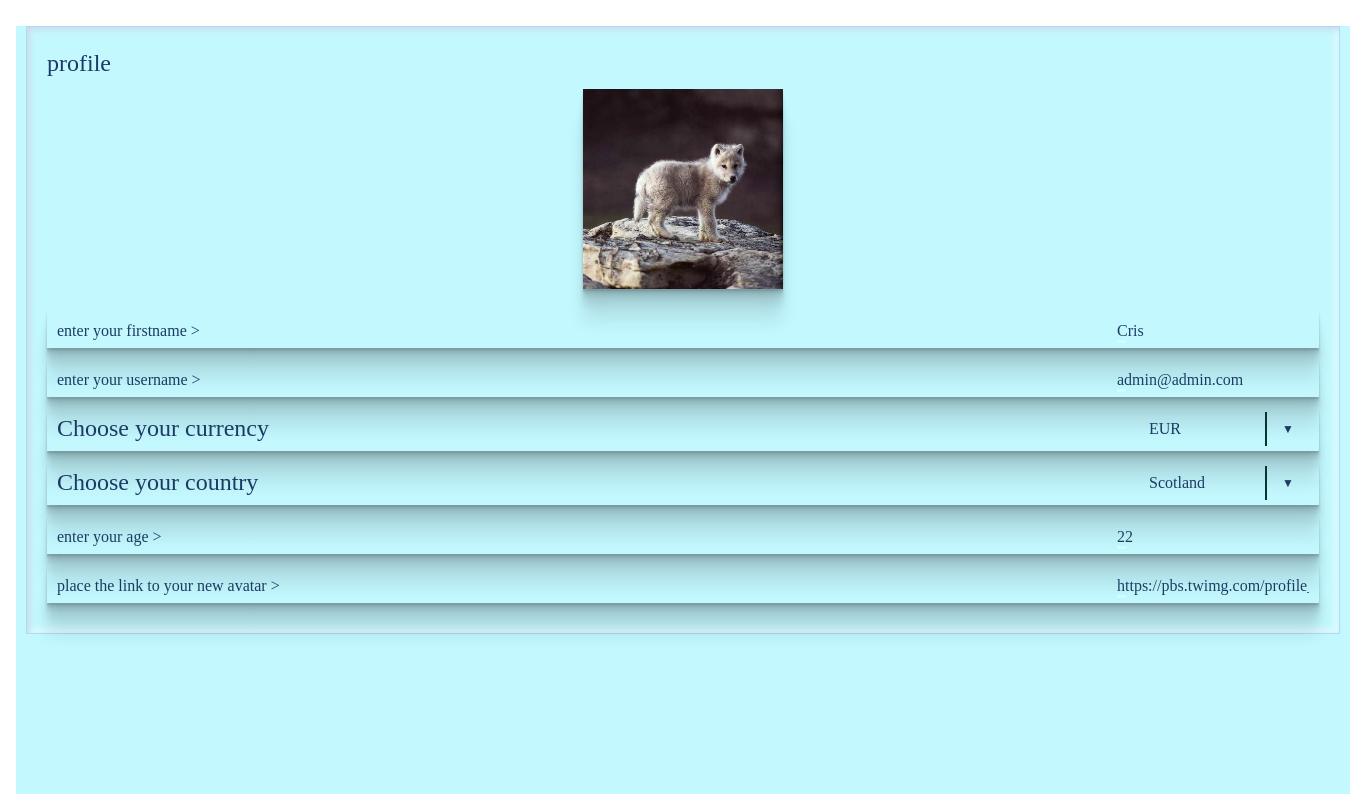 profile
enter your firstname > Cris
enter your username > admin@admin.com
Choose your currency EUR ▼
Choose your country Scotland ▼
enter your age > 22
place the link to your new avatar > https://pbs.twimg.com/profile_